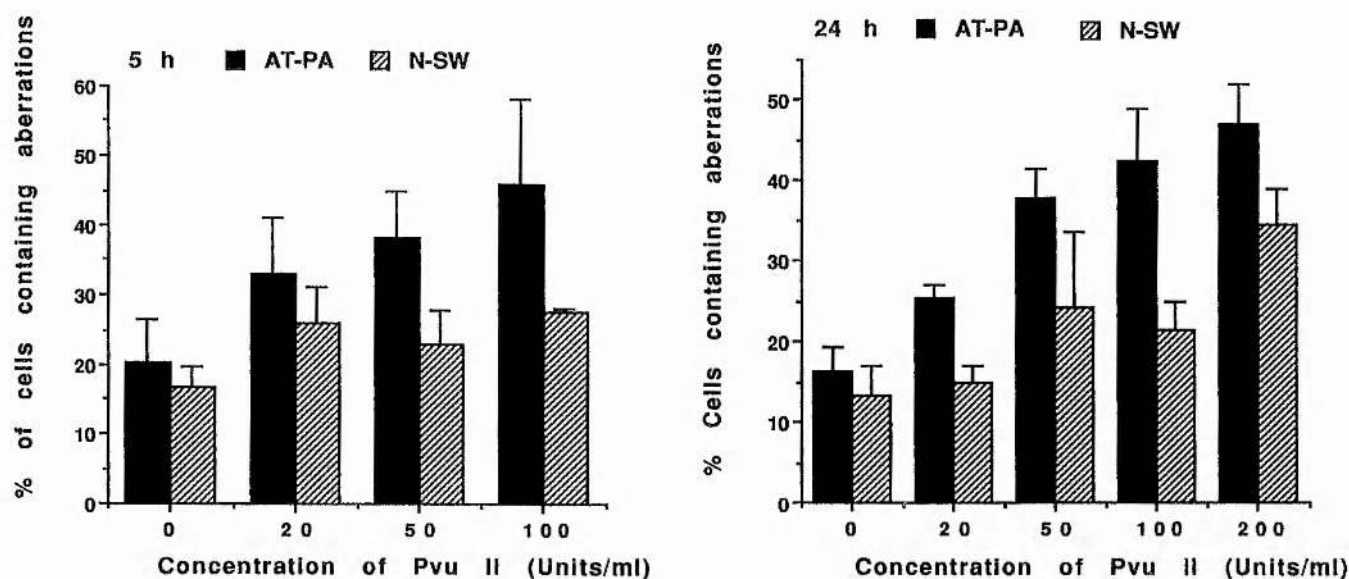 5 h AT-PA N-SW
% of cells containing aberrations
60
50
40
30
20
10
0
0 20 50 100
Concentration of Pvu II (Units/ml)
24 h AT-PA N-SW
% Cells containing aberrations
50
40
30
20
10
0
0 20 50 100 200
Concentration of Pvu II (Units/ml)